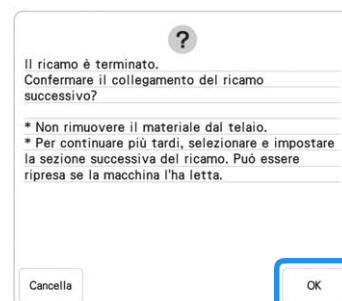 ?
Il ricamo è terminato.
Confermare il collegamento del ricamo
successivo?
* Non rimuovere il materiale dal telaio.
* Per continuare più tardi, selezionare e impostare
la sezione successiva del ricamo. Può essere
ripresa se la macchina l'ha letta.
Cancella
OK